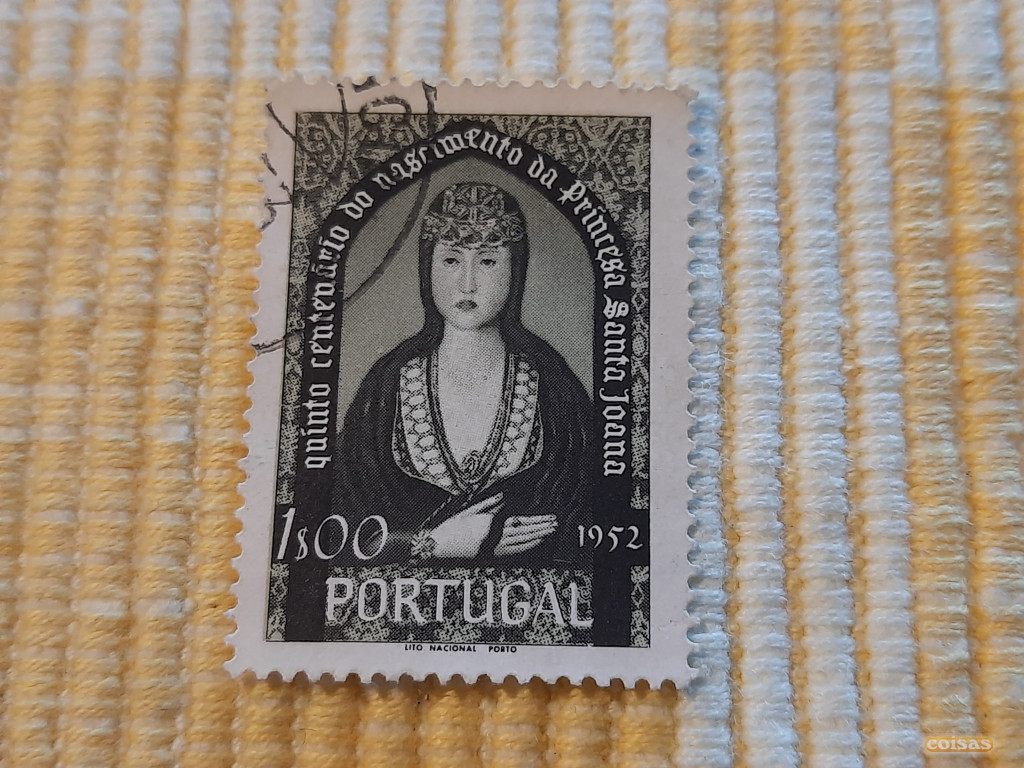 quinto centenário do nascimento da Princesa Santa Joana
1$00
1952
PORTUGAL
LITO NACIONAL PORTO
coisas